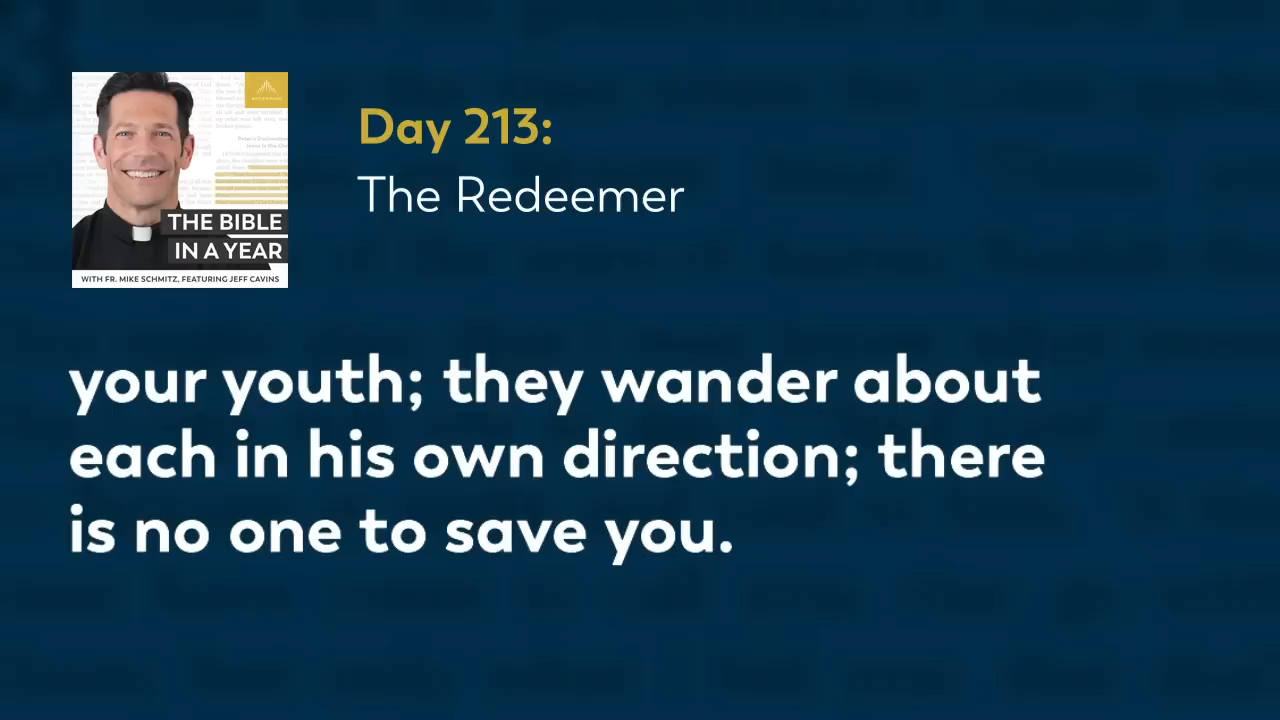 Day 213:
The Redeemer
THE BIBLE
IN A YEAR
WITH FR. MIKE SCHMITZ, FEATURING JEFF CAVINS
your youth; they wander about
each in his own direction; there
is no one to save you.